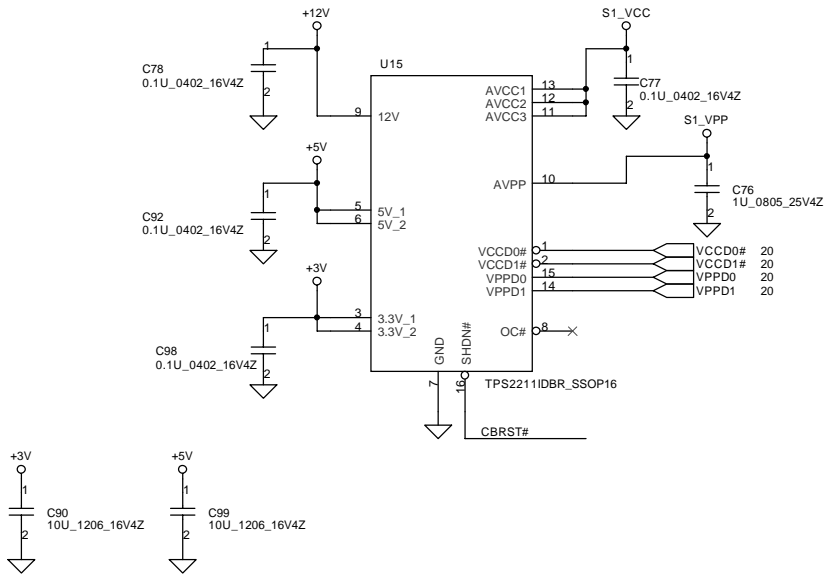 +12V
S1_VCC
1
C78
0.1U_0402_16V4Z
2
U15
9 12V
AVCC1 13
AVCC2 12
AVCC3 11
1
C77
0.1U_0402_16V4Z
2
S1_VPP
+5V
1
C92
0.1U_0402_16V4Z
2
5 5V_1
6 5V_2
AVPP 10
1
C76
1U_0805_25V4Z
2
VCCD0# 1 VCCD0# 20
VCCD1# 2 VCCD1# 20
VPPD0 15 VPPD0 20
VPPD1 14 VPPD1 20
+3V
1
C98
0.1U_0402_16V4Z
2
3 3.3V_1
4 3.3V_2
OC# 8
GND
SHDN#
7
16
TPS2211IDBR_SSOP16
CBRST#
+3V
1
C90
10U_1206_16V4Z
2
+5V
1
C99
10U_1206_16V4Z
2